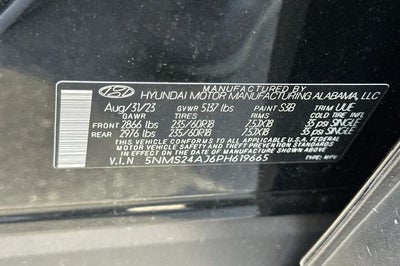 MANUFACTURED BY
HYUNDAI MOTOR MANUFACTURING ALABAMA, LLC
Aug/31/23 GVWR 5137 lbs PAINT S3B TRIM UUE
GAWR TIRES RIMS COLD TIRE INF.
FRONT 2866 lbs 235/60R18 7.5JX18 35 psi SINGLE
REAR 2976 lbs 235/60R18 7.5JX18 35 psi SINGLE
THIS VEHICLE CONFORMS TO ALL APPLICABLE U.S.A. FEDERAL
MOTOR VEHICLE SAFETY, BUMPER, AND THEFT PREVENTION
STANDARDS IN EFFECT ON THE DATE OF MANUFACTURE SHOWN ABOVE.
V.I.N 5NMS24AJ6PH619665 TYPE: MPV